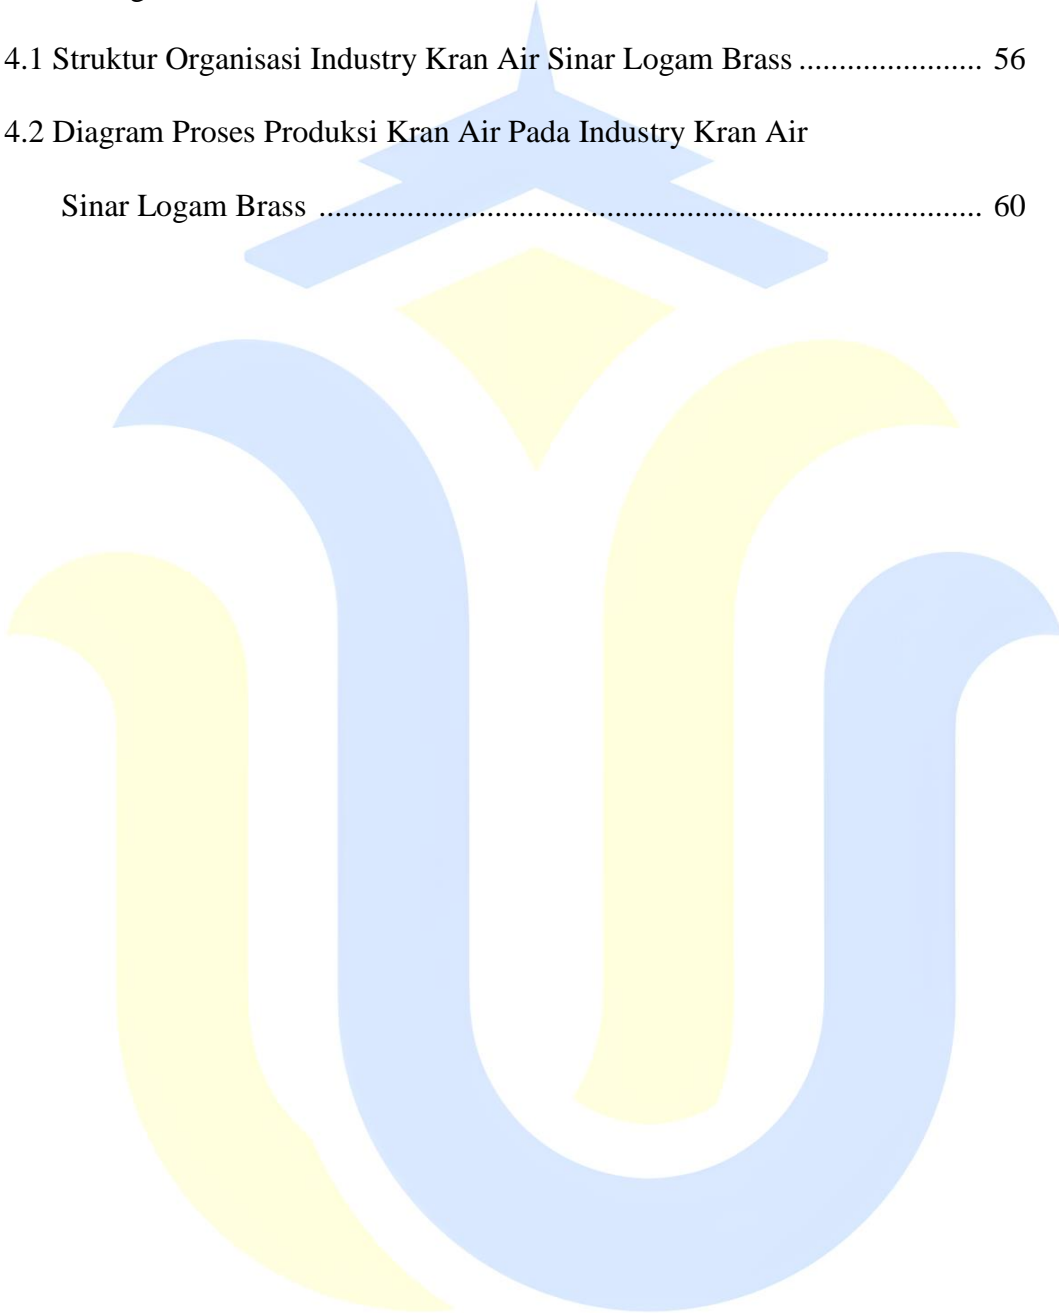 4.1 Struktur Organisasi Industry Kran Air Sinar Logam Brass ....................... 56
4.2 Diagram Proses Produksi Kran Air Pada Industry Kran Air
Sinar Logam Brass ................................................................................... 60